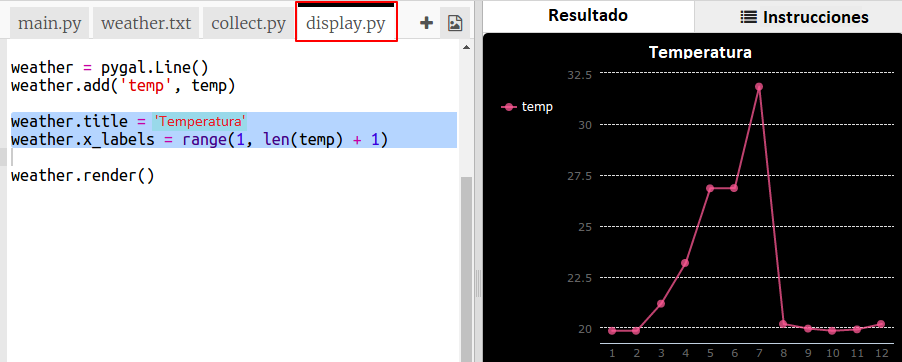 main.py weather.txt collect.py display.py +
weather = pygal.Line()
weather.add('temp', temp)
weather.title = 'Temperatura'
weather.x_labels = range(1, len(temp) + 1)
weather.render()
Resultado Instrucciones
Temperatura
temp
32.5
30
27.5
25
22.5
20
1 2 3 4 5 6 7 8 9 10 11 12